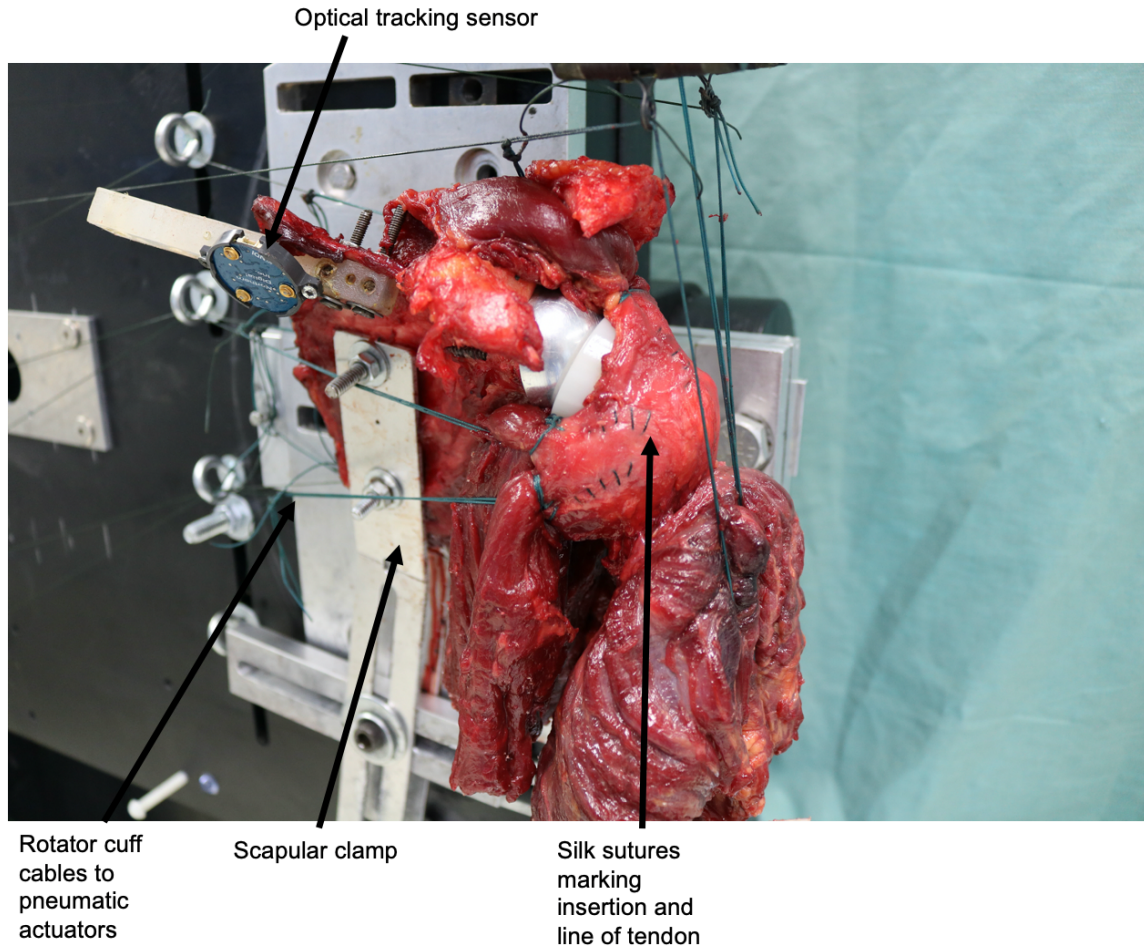 Optical tracking sensor
Rotator cuff
cables to
pneumatic
actuators
Scapular clamp
Silk sutures
marking
insertion and
line of tendon